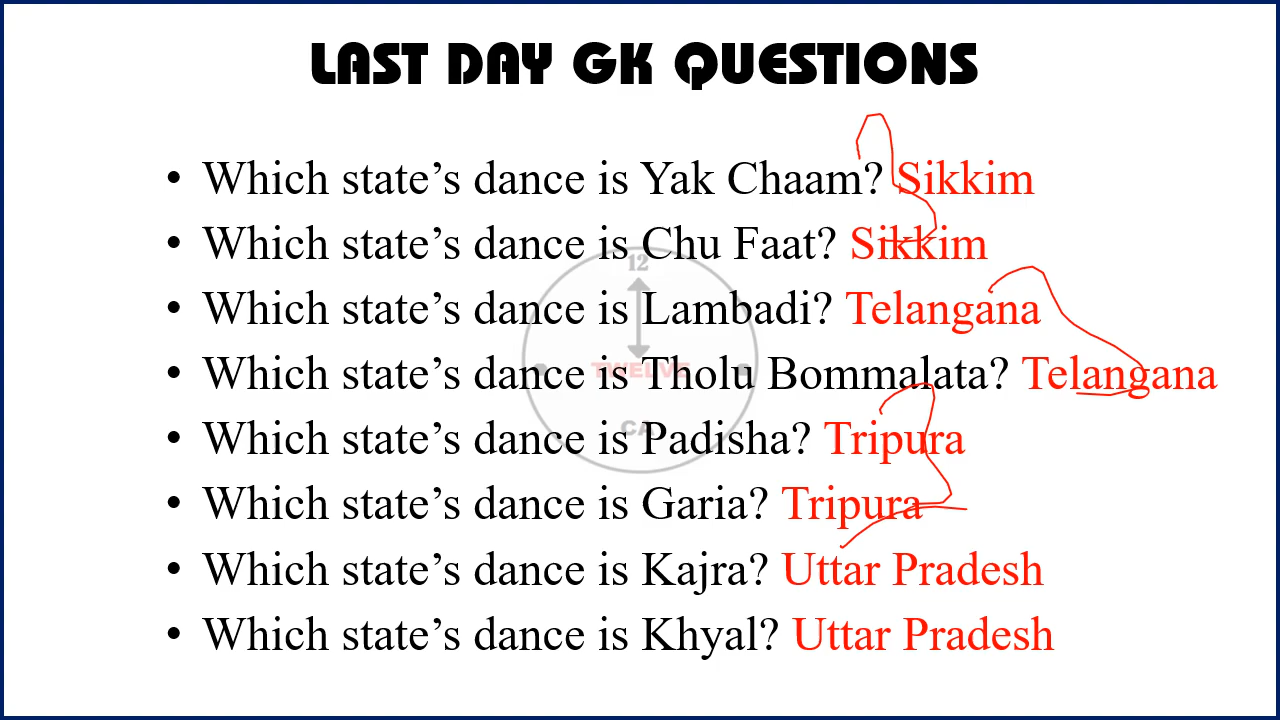 LAST DAY GK QUESTIONS
• Which state’s dance is Yak Chaam? Sikkim
• Which state’s dance is Chu Faat? Sikkim
12
• Which state’s dance is Lambadi? Telangana
• Which state’s dance is Tholu Bommalata? Telangana
TWELVE
• Which state’s dance is Padisha? Tripura
CA
• Which state’s dance is Garia? Tripura
• Which state’s dance is Kajra? Uttar Pradesh
• Which state’s dance is Khyal? Uttar Pradesh